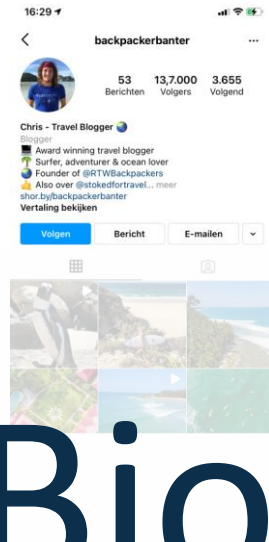 16:29
backpackerbanter
53 13,7.000 3.655
Berichten Volgers Volgend
Chris - Travel Blogger
Blogger
Award winning travel blogger
Surfer, adventurer & ocean lover
Founder of @RTWBackpackers
Also over @stokedfortravel... meer
shor.by/backpackerbanter
Vertaling bekijken
Volgen Bericht E-mailen
Bio